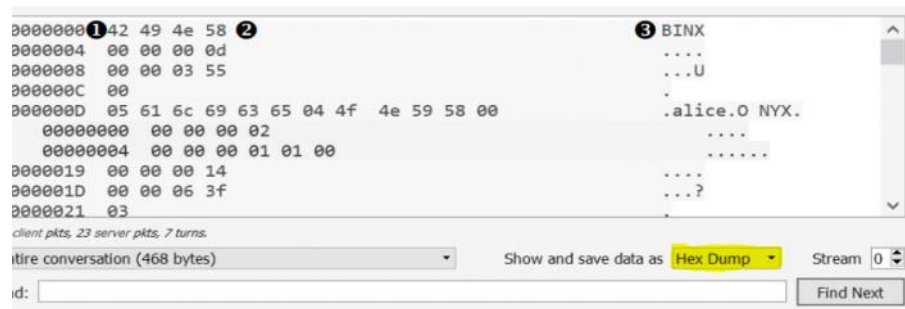 00000000 ❶ 42 49 4e 58 ❷ ❸ BINX
0000004 00 00 00 0d ....
0000008 00 00 03 55 ...U
000000C 00 .
000000D 05 61 6c 69 63 65 04 4f 4e 59 58 00 .alice.O NYX.
00000000 00 00 00 02 ....
00000004 00 00 00 01 01 00 ......
0000019 00 00 00 14 ....
000001D 00 00 06 3f ...?
0000021 03 .
client pkts, 23 server pkts, 7 turns.
tire conversation (468 bytes) Show and save data as Hex Dump Stream 0
d: Find Next